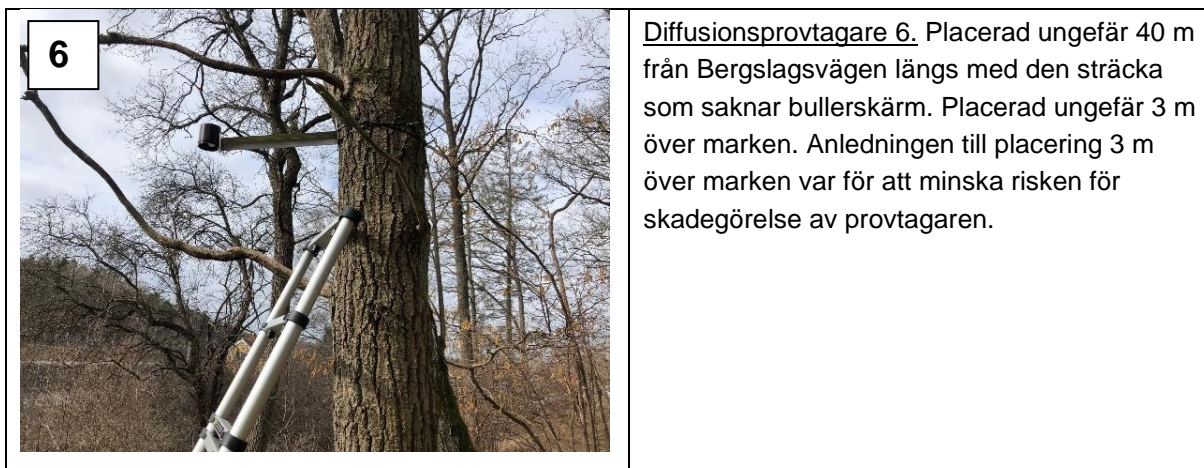 6
Diffusionsprovtagare 6. Placerad ungefär 40 m
från Bergslagsvägen längs med den sträcka
som saknar bullerskärm. Placerad ungefär 3 m
över marken. Anledningen till placering 3 m
över marken var för att minska risken för
skadegörelse av provtagaren.